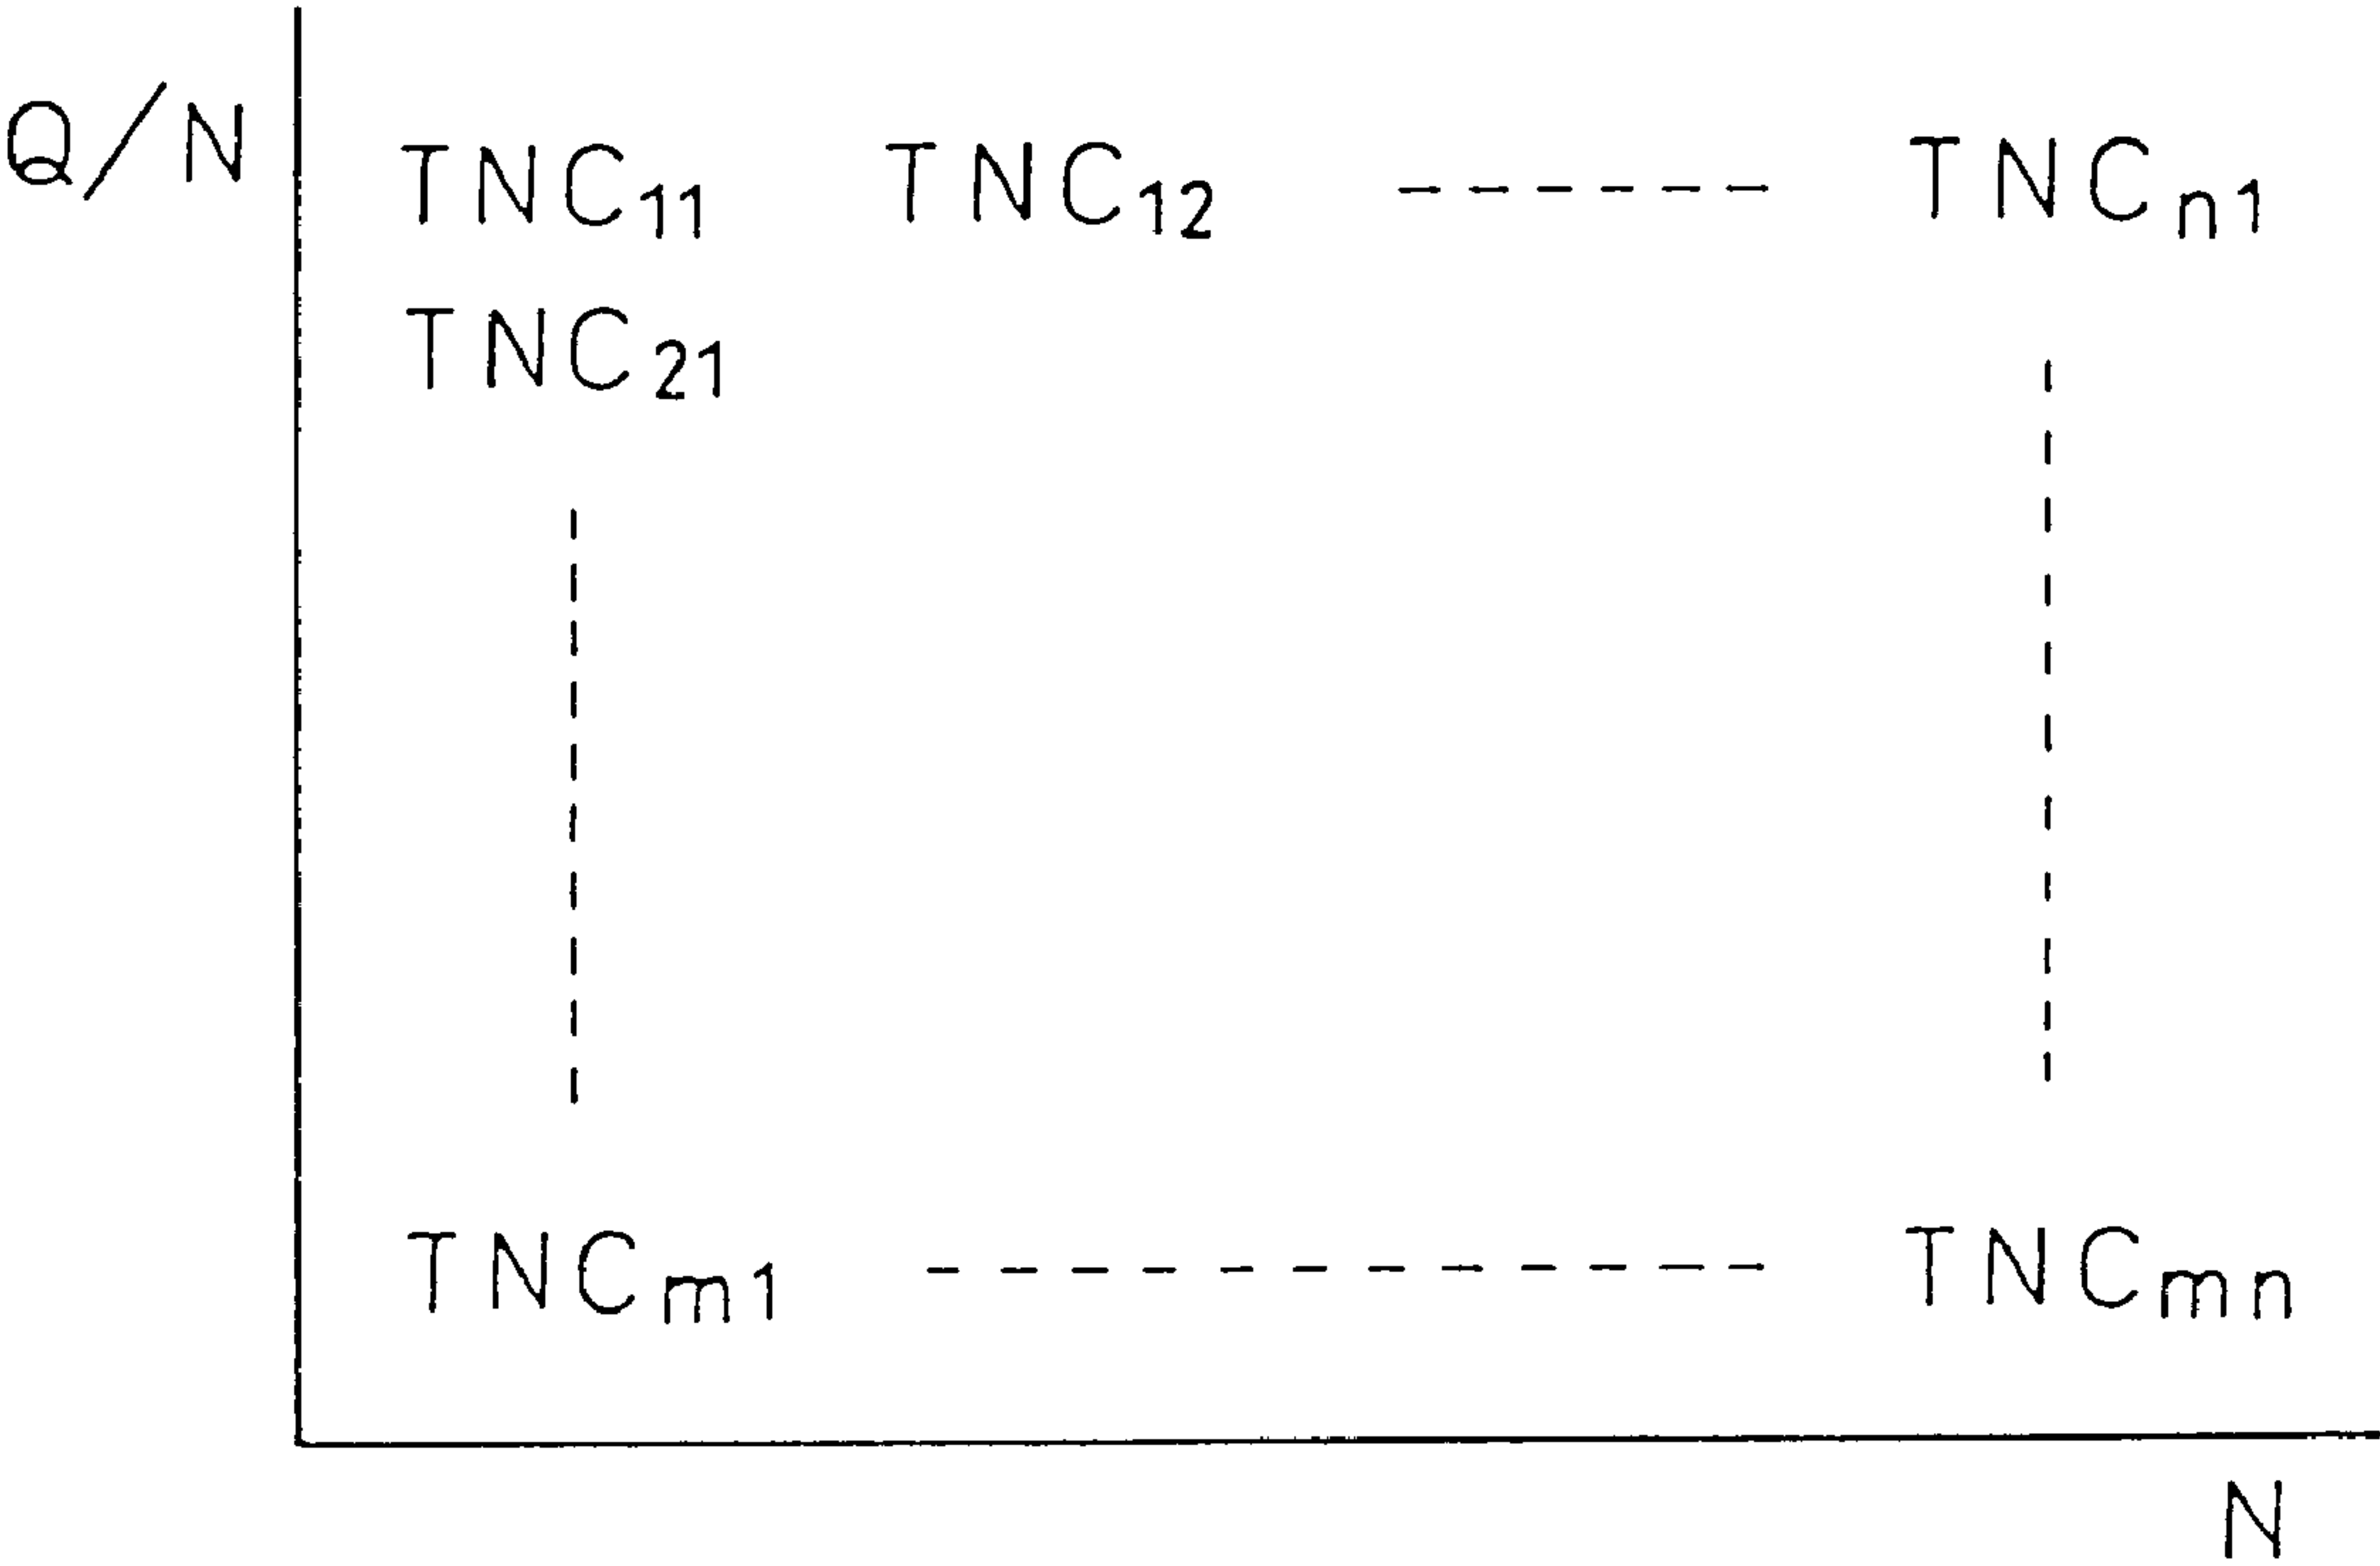 Q/N
TNC₁₁ TNC₁₂ TNCₙ₁
TNC₂₁
TNCₘ₁ TNCₘₙ
N